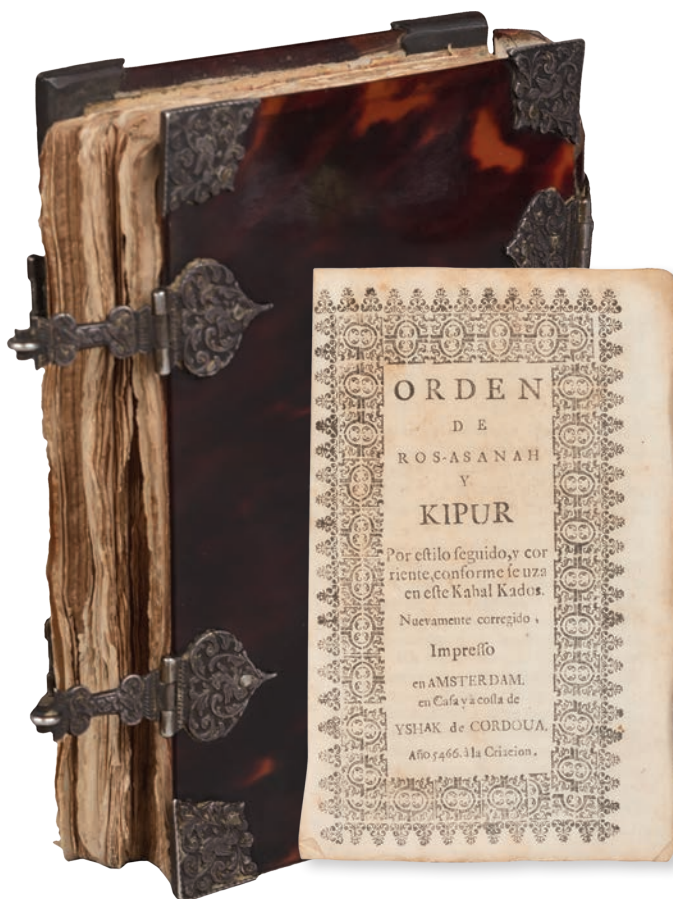 ORDEN
DE
ROS-ASANAH
Y
KIPUR
Por eſtilo ſeguido, y cor
riente, conforme ſe uza
en eſte Kahal Kados.
Nuevamente corregido,
Impreſſo
en AMSTERDAM.
en Caſa y à coſta de
YSHAK de CORDOUA.
Año 5466. à la Criacion.